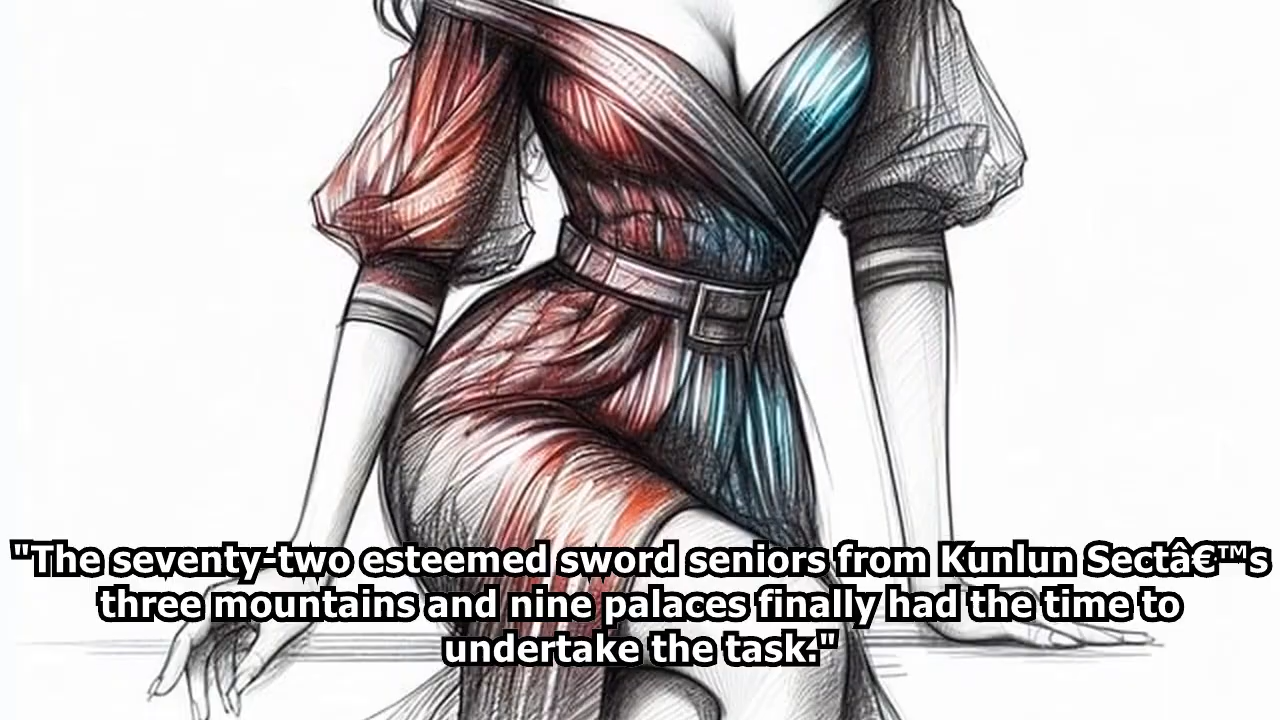 "The seventy-two esteemed sword seniors from Kunlun Sectâ€™s
three mountains and nine palaces finally had the time to
undertake the task."